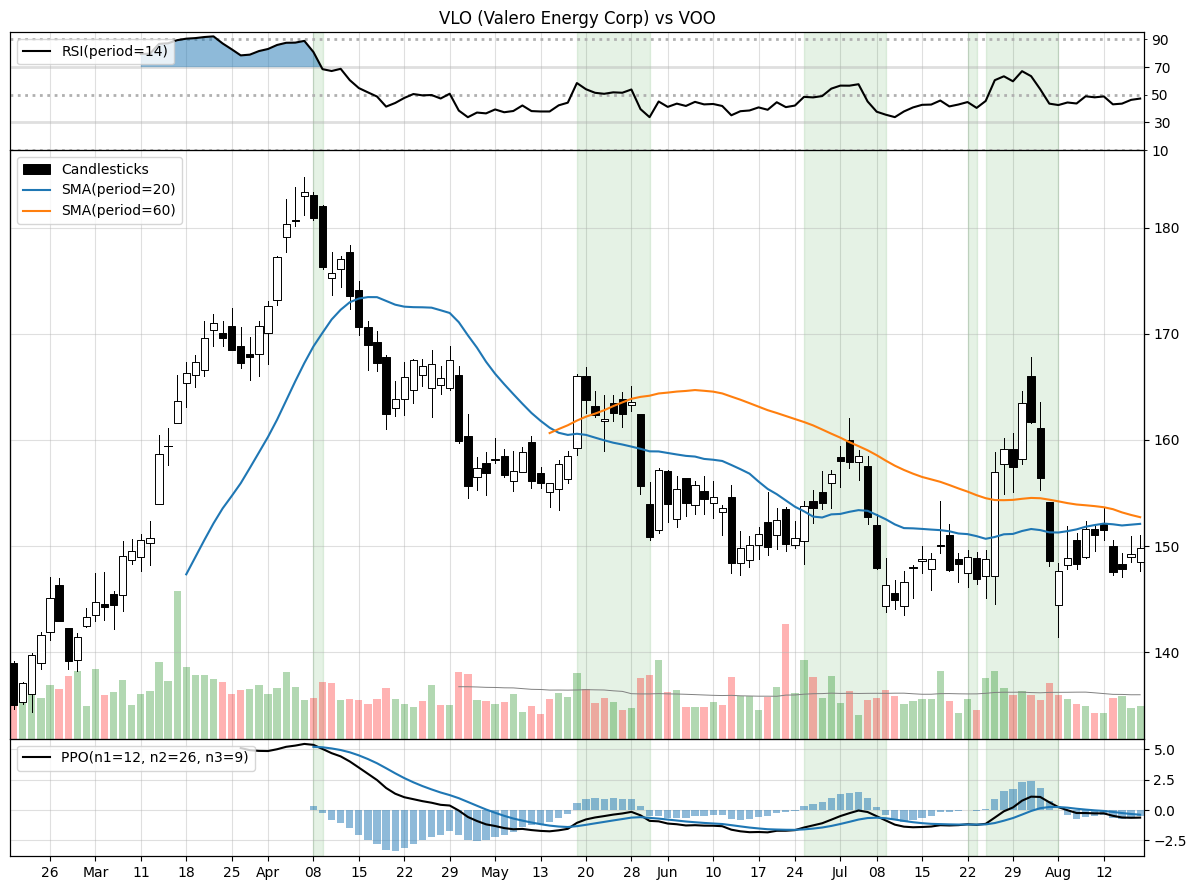 VLO (Valero Energy Corp) vs VOO
RSI(period=14)
90
70
50
30
10
Candlesticks
SMA(period=20)
SMA(period=60)
180
170
160
150
140
PPO(n1=12, n2=26, n3=9)
5.0
2.5
0.0
−2.5
26 Mar 11 18 25 Apr 08 15 22 29 May 13 20 28 Jun 10 17 24 Jul 08 15 22 29 Aug 12